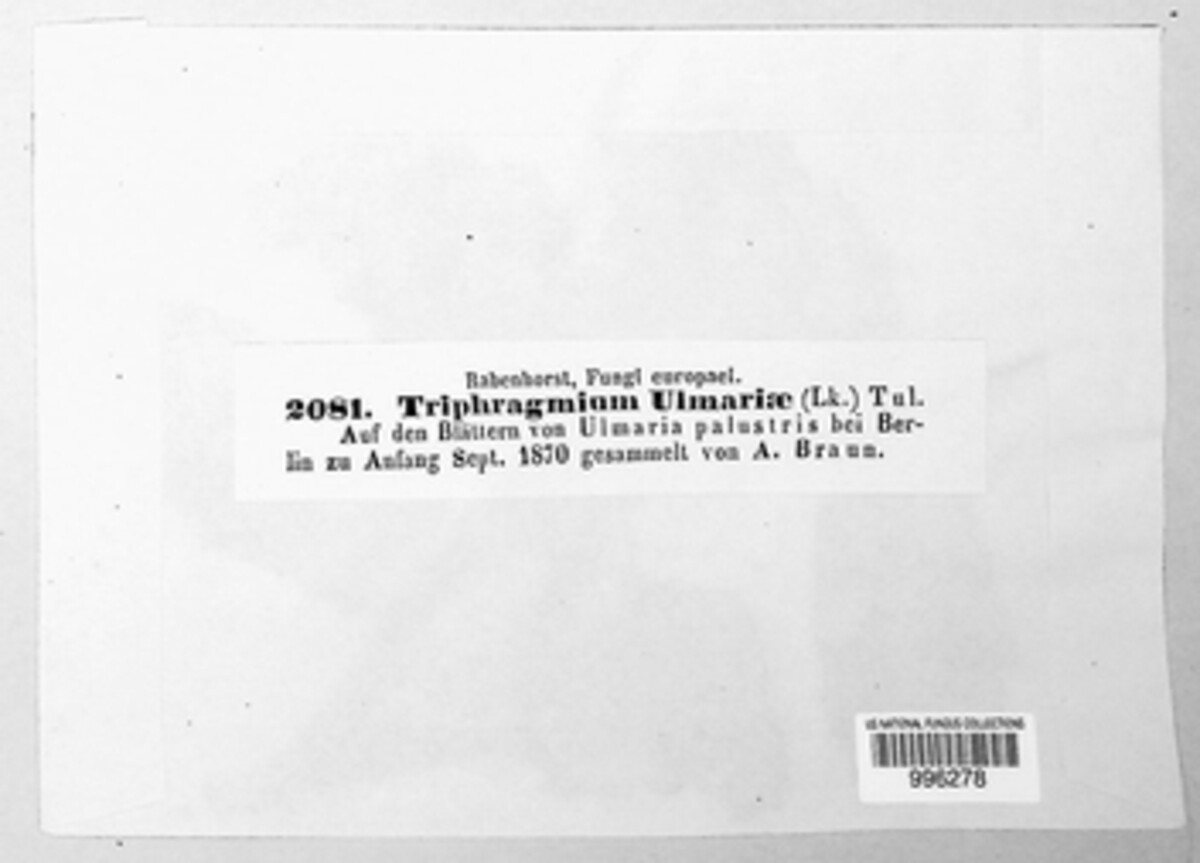 Rabenhorst, Fungi europaei.
2081. Triphragmium Ulmariæ (Lk.) Tul.
Auf den Blättern von Ulmaria palustris bei Ber-
lin zu Anfang Sept. 1870 gesammelt von A. Braun.
US NATIONAL FUNGUS COLLECTIONS
996278